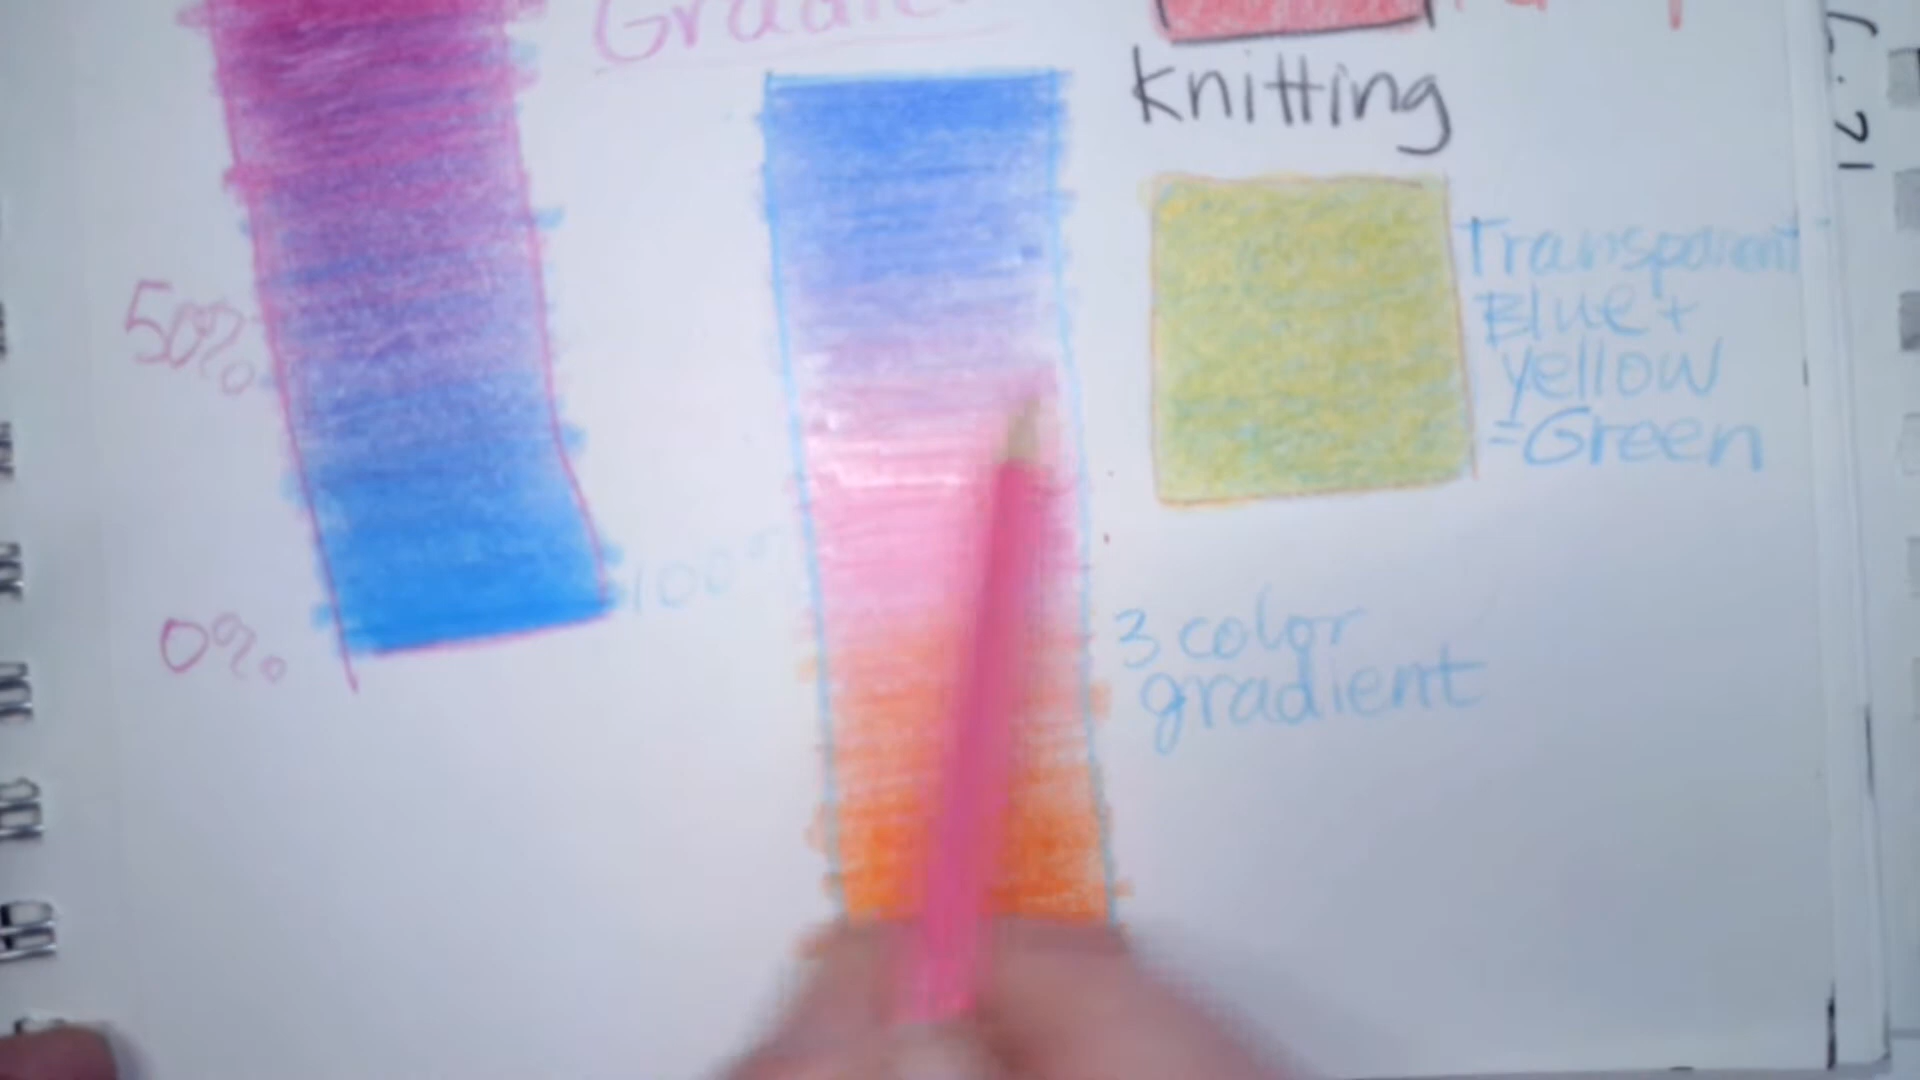 knitting
Transparent
Blue+
yellow
=Green
50%
100%
0%
3 color
gradient